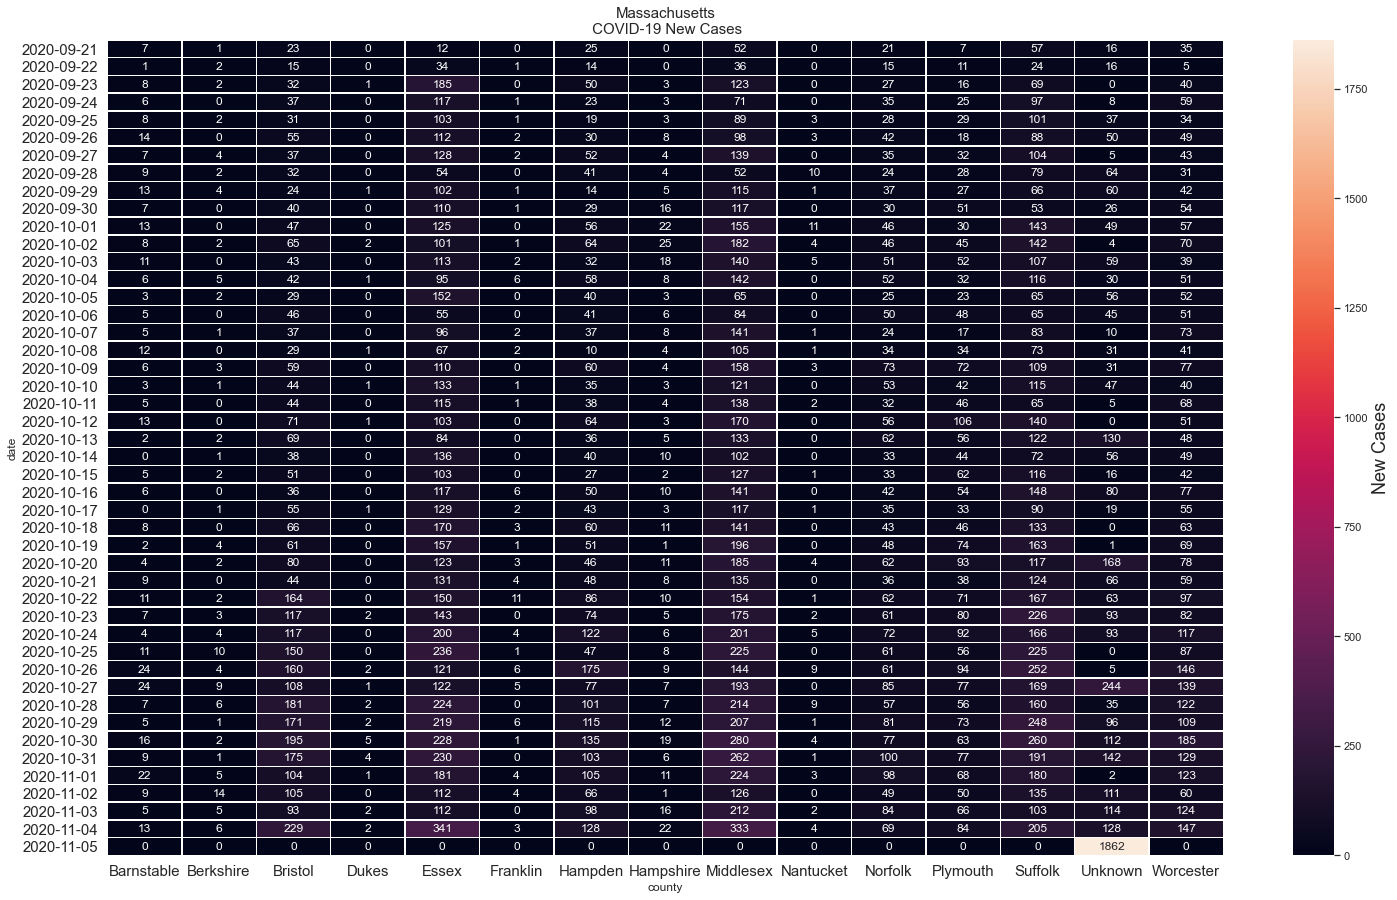 Massachusetts
COVID-19 New Cases
2020-09-21 7 1 23 0 12 0 25 0 52 0 21 7 57 16 35
2020-09-22 1 2 15 0 34 1 14 0 36 0 15 11 24 16 5
2020-09-23 8 2 32 1 185 0 50 3 123 0 27 16 69 0 40
2020-09-24 6 0 37 0 117 1 23 3 71 0 35 25 97 8 59
2020-09-25 8 2 31 0 103 1 19 3 89 3 28 29 101 37 34
2020-09-26 14 0 55 0 112 2 30 8 98 3 42 18 88 50 49
2020-09-27 7 4 37 0 128 2 52 4 139 0 35 32 104 5 43
2020-09-28 9 2 32 0 54 0 41 4 52 10 24 28 79 64 31
2020-09-29 13 4 24 1 102 1 14 5 115 1 37 27 66 60 42
2020-09-30 7 0 40 0 110 1 29 16 117 0 30 51 53 26 54
2020-10-01 13 0 47 0 125 0 56 22 155 11 46 30 143 49 57
2020-10-02 8 2 65 2 101 1 64 25 182 4 46 45 142 4 70
2020-10-03 11 0 43 0 113 2 32 18 140 5 51 52 107 59 39
2020-10-04 6 5 42 1 95 6 58 8 142 0 52 32 116 30 51
2020-10-05 3 2 29 0 152 0 40 3 65 0 25 23 65 56 52
2020-10-06 5 0 46 0 55 0 41 6 84 0 50 48 65 45 51
2020-10-07 5 1 37 0 96 2 37 8 141 1 24 17 83 10 73
2020-10-08 12 0 29 1 67 2 10 4 105 1 34 34 73 31 41
2020-10-09 6 3 59 0 110 0 60 4 158 3 73 72 109 31 77
2020-10-10 3 1 44 1 133 1 35 3 121 0 53 42 115 47 40
2020-10-11 5 0 44 0 115 1 38 4 138 2 32 46 65 5 68
2020-10-12 13 0 71 1 103 0 64 3 170 0 56 106 140 0 51
2020-10-13 2 2 69 0 84 0 36 5 133 0 62 56 122 130 48
2020-10-14 0 1 38 0 136 0 40 10 102 0 33 44 72 56 49
2020-10-15 5 2 51 0 103 0 27 2 127 1 33 62 116 16 42
2020-10-16 6 0 36 0 117 6 50 10 141 0 42 54 148 80 77
2020-10-17 0 1 55 1 129 2 43 3 117 1 35 33 90 19 55
2020-10-18 8 0 66 0 170 3 60 11 141 0 43 46 133 0 63
2020-10-19 2 4 61 0 157 1 51 1 196 0 48 74 163 1 69
2020-10-20 4 2 80 0 123 3 46 11 185 4 62 93 117 168 78
2020-10-21 9 0 44 0 131 4 48 8 135 0 36 38 124 66 59
2020-10-22 11 2 164 0 150 11 86 10 154 1 62 71 167 63 97
2020-10-23 7 3 117 2 143 0 74 5 175 2 61 80 226 93 82
2020-10-24 4 4 117 0 200 4 122 6 201 5 72 92 166 93 117
2020-10-25 11 10 150 0 236 1 47 8 225 0 61 56 225 0 87
2020-10-26 24 4 160 2 121 6 175 9 144 9 61 94 252 5 146
2020-10-27 24 9 108 1 122 5 77 7 193 0 85 77 169 244 139
2020-10-28 7 6 181 2 224 0 101 7 214 9 57 56 160 35 122
2020-10-29 5 1 171 2 219 6 115 12 207 1 81 73 248 96 109
2020-10-30 16 2 195 5 228 1 135 19 280 4 77 63 260 112 185
2020-10-31 9 1 175 4 230 0 103 6 262 1 100 77 191 142 129
2020-11-01 22 5 104 1 181 4 105 11 224 3 98 68 180 2 123
2020-11-02 9 14 105 0 112 4 66 1 126 0 49 50 135 111 60
2020-11-03 5 5 93 2 112 0 98 16 212 2 84 66 103 114 124
2020-11-04 13 6 229 2 341 3 128 22 333 4 69 84 205 128 147
2020-11-05 0 0 0 0 0 0 0 0 0 0 0 0 0 1862 0
Barnstable Berkshire Bristol Dukes Essex Franklin Hampden Hampshire Middlesex Nantucket Norfolk Plymouth Suffolk Unknown Worcester
county
date
1750
1500
1250
1000
750
500
250
0
New Cases